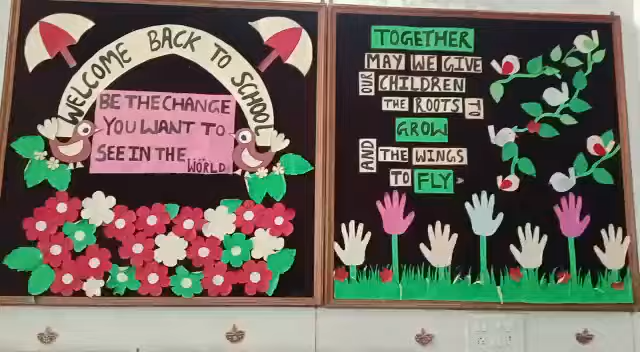 WELCOME BACK TO SCHOOL
BE THE CHANGE
YOU WANT TO
SEE IN THE
WORLD
TOGETHER
MAY WE GIVE
OUR CHILDREN
THE ROOTS TO
GROW
AND THE WINGS
TO FLY